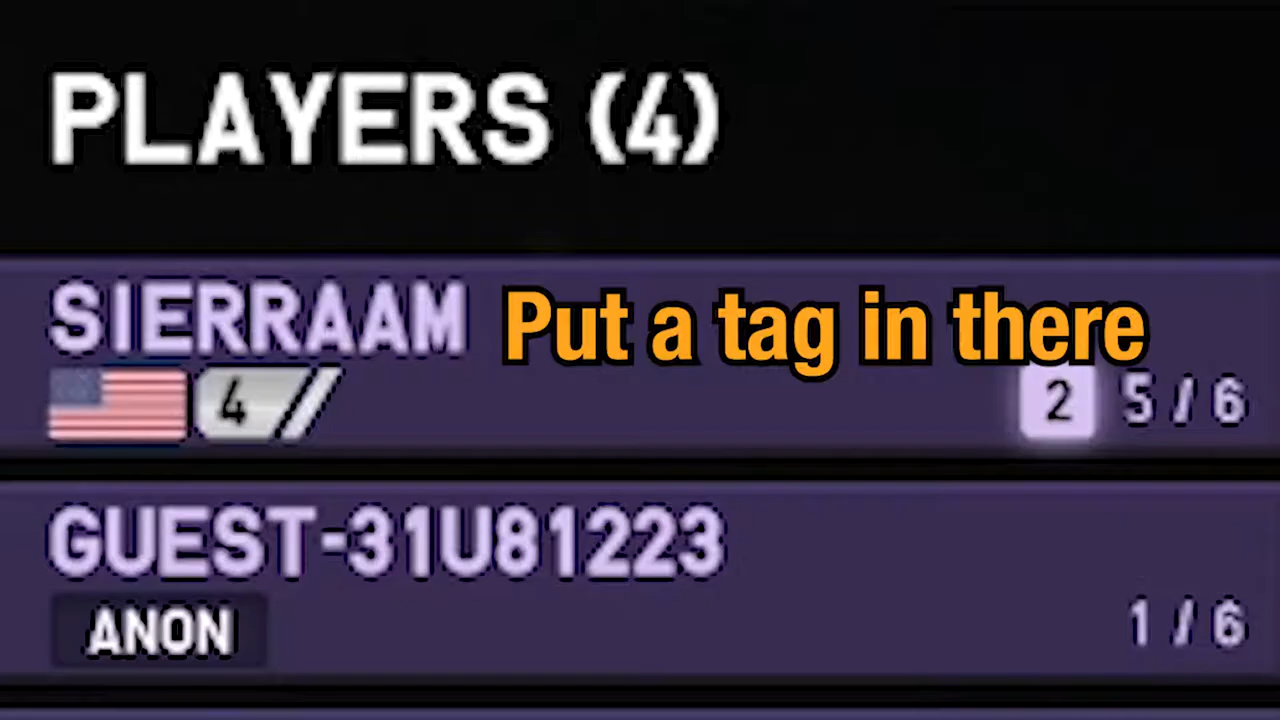 PLAYERS (4)
SIERRAAM Put a tag in there
4 2 5 / 6
GUEST-31U81223
ANON 1 / 6